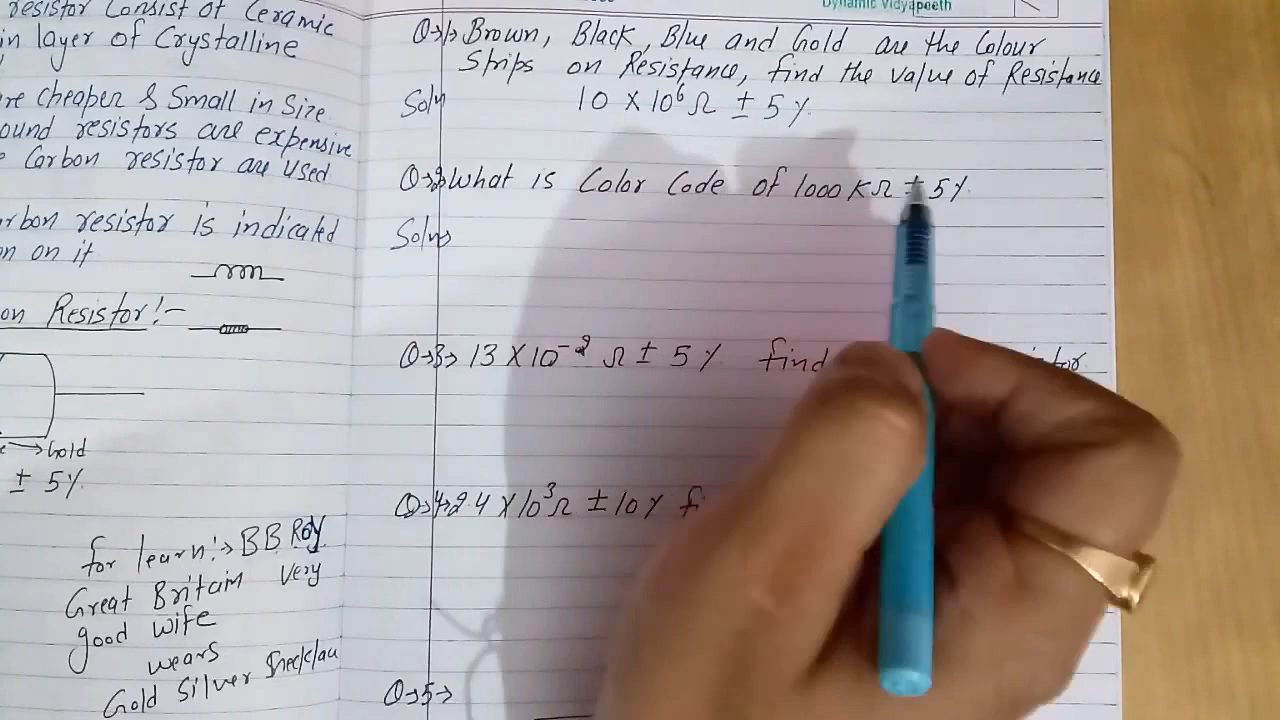 resistor consist of Ceramic
in layer of Crystalline
re cheaper & Small in Size
ound resistors are expensive
Carbon resistor are used
rbon resistor is indicated
n on it
on Resistor!-
→Gold
± 5%
for learn:→ BB Roy
Great Britain very
good wife
wears
Gold Silver
Dynamic Vidyapeeth
Q→1→ Brown, Black, Blue and Gold are the Colour
Strips on Resistance, find the value of Resistance
Soln 10 × 10⁶ Ω ± 5%
Q→2→ What is Color Code of 1000 KΩ ± 5%
Soln→
Q→3→ 13 × 10⁻² Ω ± 5% find
Q→4→ 24 × 10³ Ω ± 10% f
Q→5→